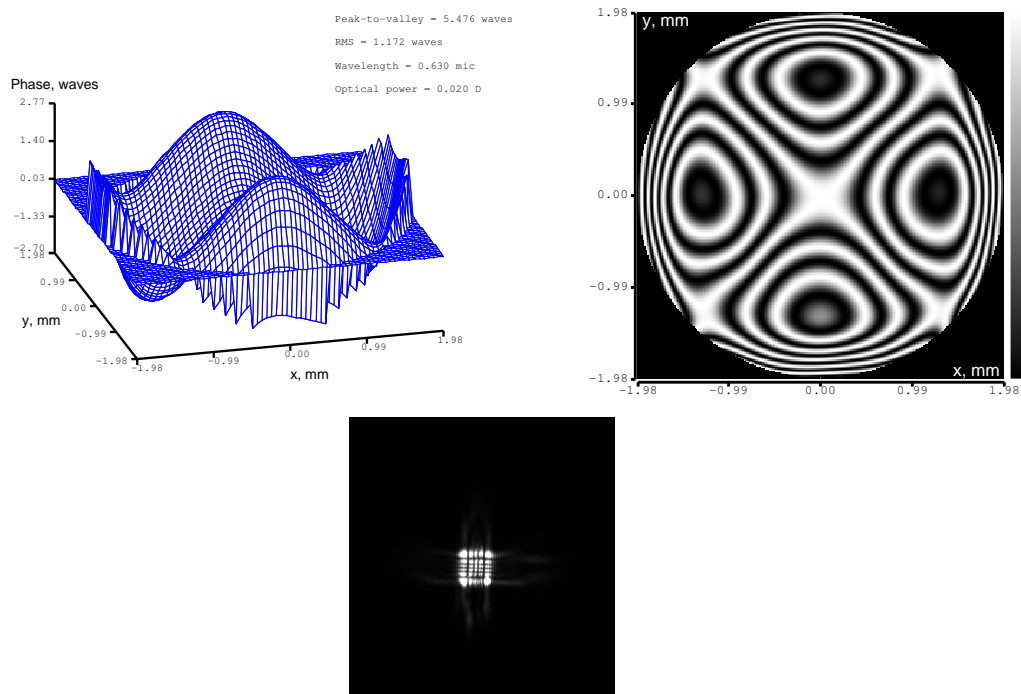 Peak-to-valley = 5.476 waves
RMS = 1.172 waves
Wavelength = 0.630 mic
Optical power = 0.020 D
Phase, waves
2.77
1.40
0.03
-1.33
-2.70
1.98
0.99
0.00
-0.99
-1.98
y, mm
-1.98
-0.99
0.00
0.99
1.98
x, mm
1.98
0.99
0.00
-0.99
-1.98
y, mm
x, mm
-1.98
-0.99
0.00
0.99
1.98